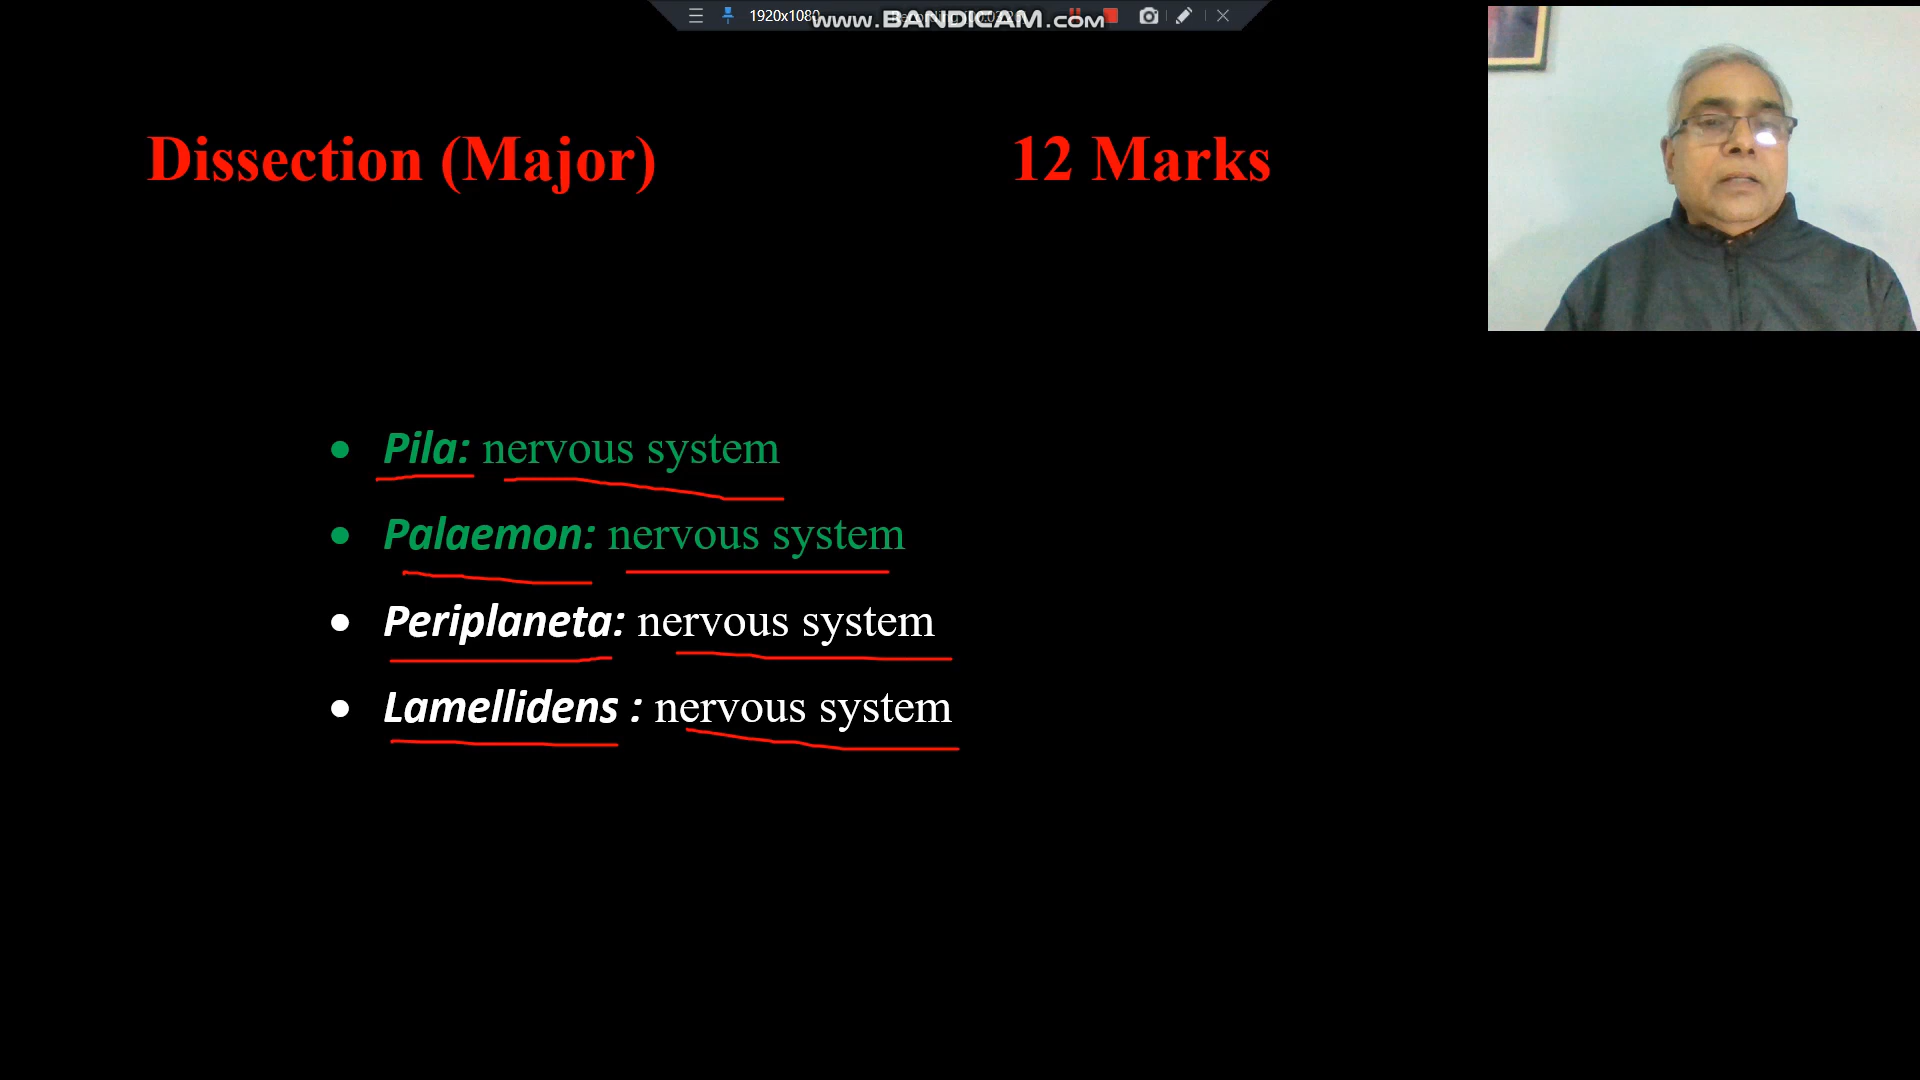 1920x1080
www.BANDICAM.com
Dissection (Major) 12 Marks
• Pila: nervous system
• Palaemon: nervous system
• Periplaneta: nervous system
• Lamellidens : nervous system